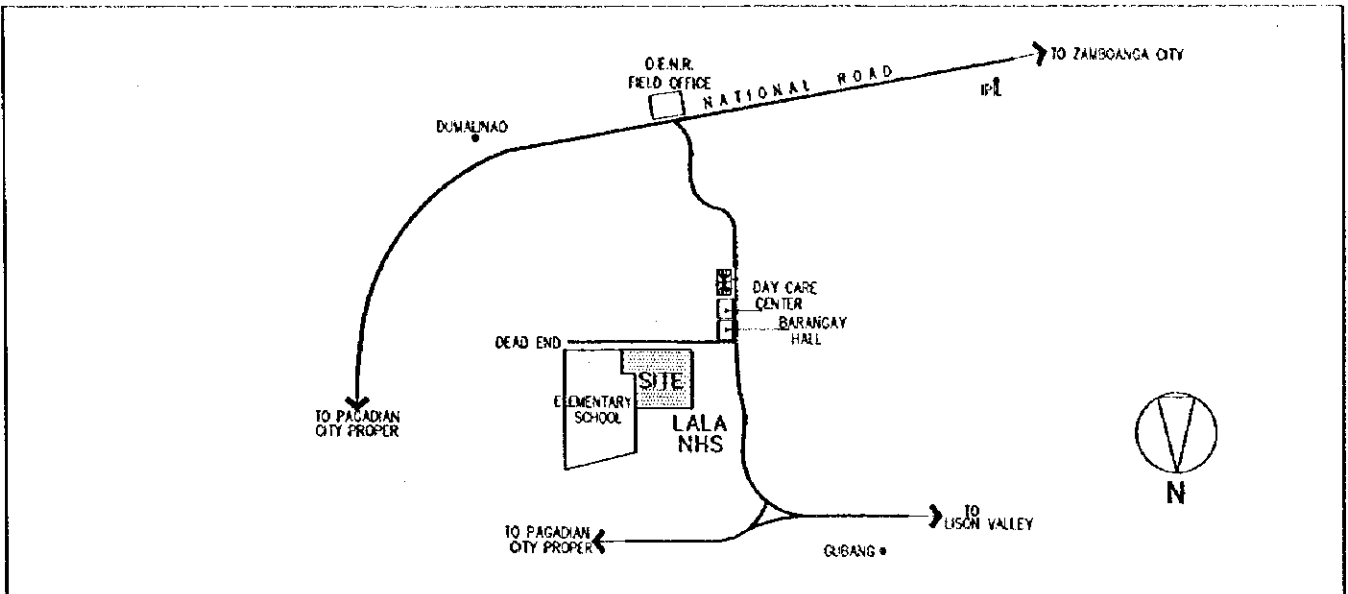 TO ZAMBOANGA CITY
D.E.N.R.
FIELD OFFICE
NATIONAL ROAD
IPIL
DUMALINAO
DAY CARE
CENTER
BARANGAY
HALL
DEAD END
SITE
ELEMENTARY
SCHOOL
LALA
NHS
TO PAGADIAN
CITY PROPER
N
TO
LISON VALLEY
TO PAGADIAN
CITY PROPER
GUBANG